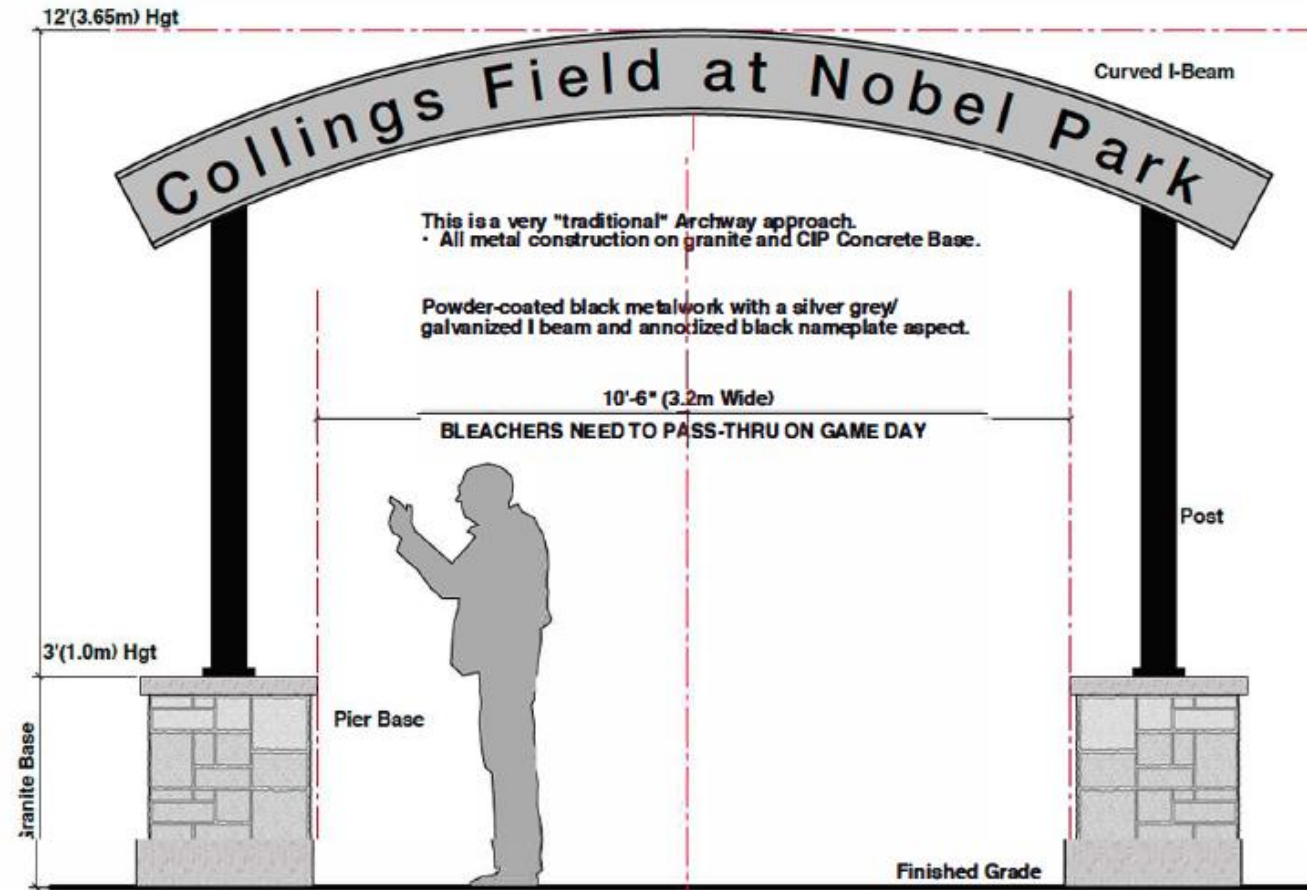 12'(3.65m) Hgt
Collings Field at Nobel Park
Curved I-Beam
This is a very "traditional" Archway approach.
· All metal construction on granite and CIP Concrete Base.
Powder-coated black metalwork with a silver grey/
galvanized I beam and annodized black nameplate aspect.
10'-6" (3.2m Wide)
BLEACHERS NEED TO PASS-THRU ON GAME DAY
Post
3'(1.0m) Hgt
Pier Base
Granite Base
Finished Grade